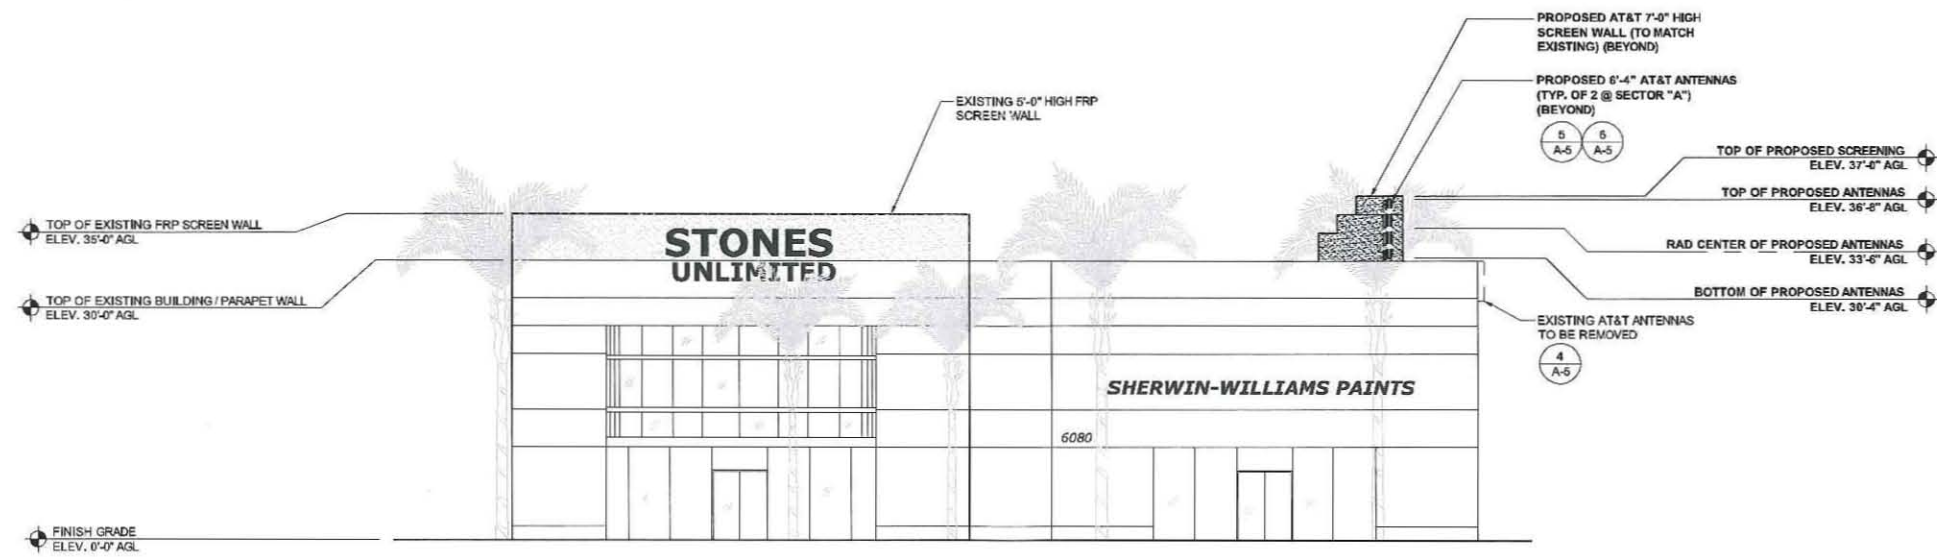 PROPOSED AT&T 7'-0" HIGH
SCREEN WALL (TO MATCH
EXISTING) (BEYOND)
PROPOSED 6'-4" AT&T ANTENNAS
(TYP. OF 2 @ SECTOR "A")
(BEYOND)
5 6
A-5 A-5
EXISTING 5'-0" HIGH FRP
SCREEN WALL
TOP OF PROPOSED SCREENING
ELEV. 37'-0" AGL
TOP OF PROPOSED ANTENNAS
ELEV. 36'-8" AGL
RAD CENTER OF PROPOSED ANTENNAS
ELEV. 33'-6" AGL
BOTTOM OF PROPOSED ANTENNAS
ELEV. 30'-4" AGL
EXISTING AT&T ANTENNAS
TO BE REMOVED
4
A-5
TOP OF EXISTING FRP SCREEN WALL
ELEV. 35'-0" AGL
TOP OF EXISTING BUILDING / PARAPET WALL
ELEV. 30'-0" AGL
STONES
UNLIMITED
SHERWIN-WILLIAMS PAINTS
6080
FINISH GRADE
ELEV. 0'-0" AGL